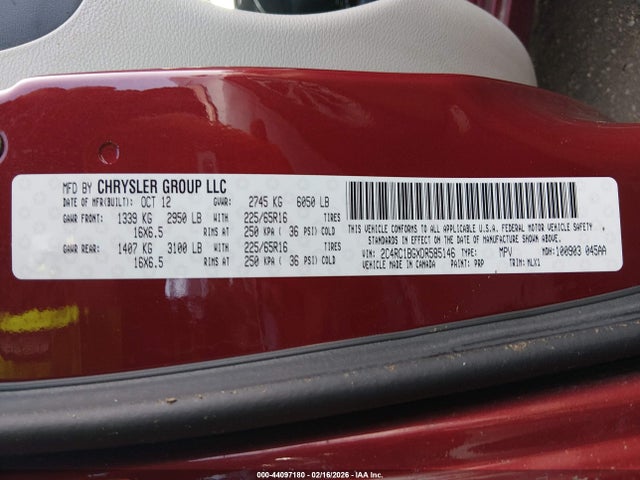 MFD BY CHRYSLER GROUP LLC
DATE OF MFR(BUILT): OCT 12 GVWR: 2745 KG 6050 LB
GAWR FRONT: 1339 KG 2950 LB WITH 225/65R16 TIRES
16X6.5 RIMS AT 250 KPA ( 36 PSI) COLD
GAWR REAR: 1407 KG 3100 LB WITH 225/65R16 TIRES
16X6.5 RIMS AT 250 KPA ( 36 PSI) COLD
THIS VEHICLE CONFORMS TO ALL APPLICABLE U.S.A. FEDERAL MOTOR VEHICLE SAFETY,
STANDARDS IN EFFECT ON THE DATE OF MANUFACTURE SHOWN ABOVE.
VIN: 2C4RC1BGXDR585146 TYPE: MPV MDH: 100903 045AA
VEHICLE MADE IN CANADA PAINT: PRP TRIM: MLX1
000-44097180 - 02/16/2026 - IAA Inc.